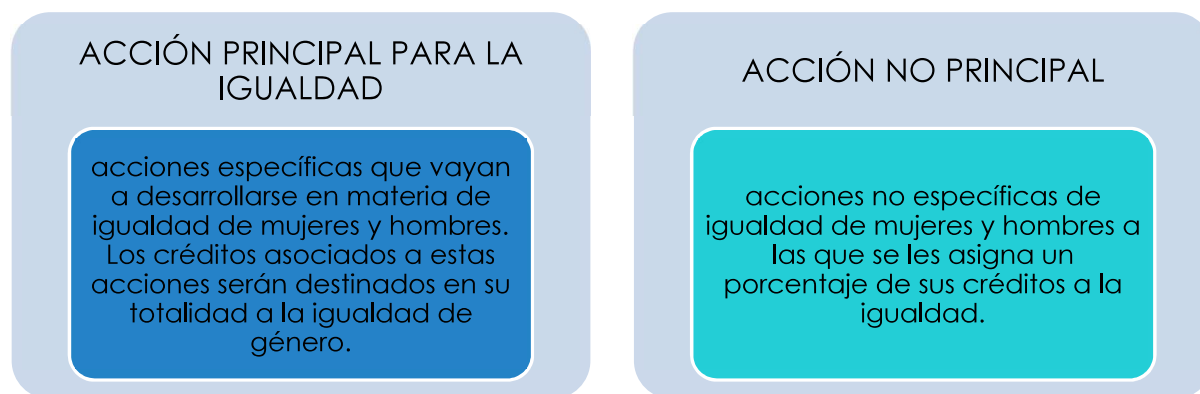 ACCIÓN PRINCIPAL PARA LA
IGUALDAD
acciones específicas que vayan
a desarrollarse en materia de
igualdad de mujeres y hombres.
Los créditos asociados a estas
acciones serán destinados en su
totalidad a la igualdad de
género.
ACCIÓN NO PRINCIPAL
acciones no específicas de
igualdad de mujeres y hombres a
las que se les asigna un
porcentaje de sus créditos a la
igualdad.